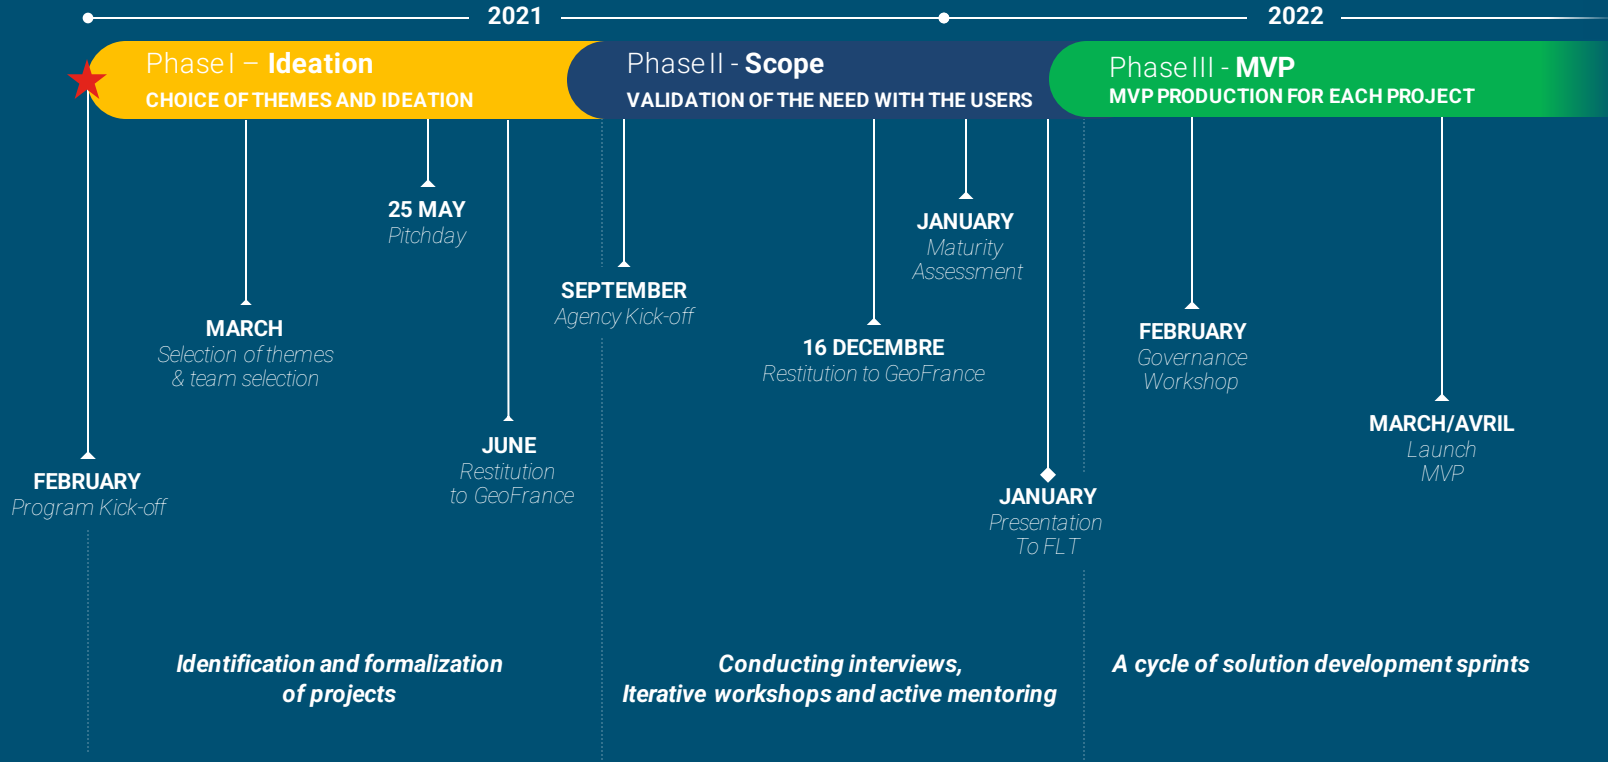 2021
2022
Phase I – Ideation
CHOICE OF THEMES AND IDEATION
Phase II - Scope
VALIDATION OF THE NEED WITH THE USERS
Phase III - MVP
MVP PRODUCTION FOR EACH PROJECT
FEBRUARY
Program Kick-off
MARCH
Selection of themes
& team selection
25 MAY
Pitchday
JUNE
Restitution
to GeoFrance
SEPTEMBER
Agency Kick-off
16 DECEMBRE
Restitution to GeoFrance
JANUARY
Maturity
Assessment
JANUARY
Presentation
To FLT
FEBRUARY
Governance
Workshop
MARCH/AVRIL
Launch
MVP
Identification and formalization
of projects
Conducting interviews,
Iterative workshops and active mentoring
A cycle of solution development sprints